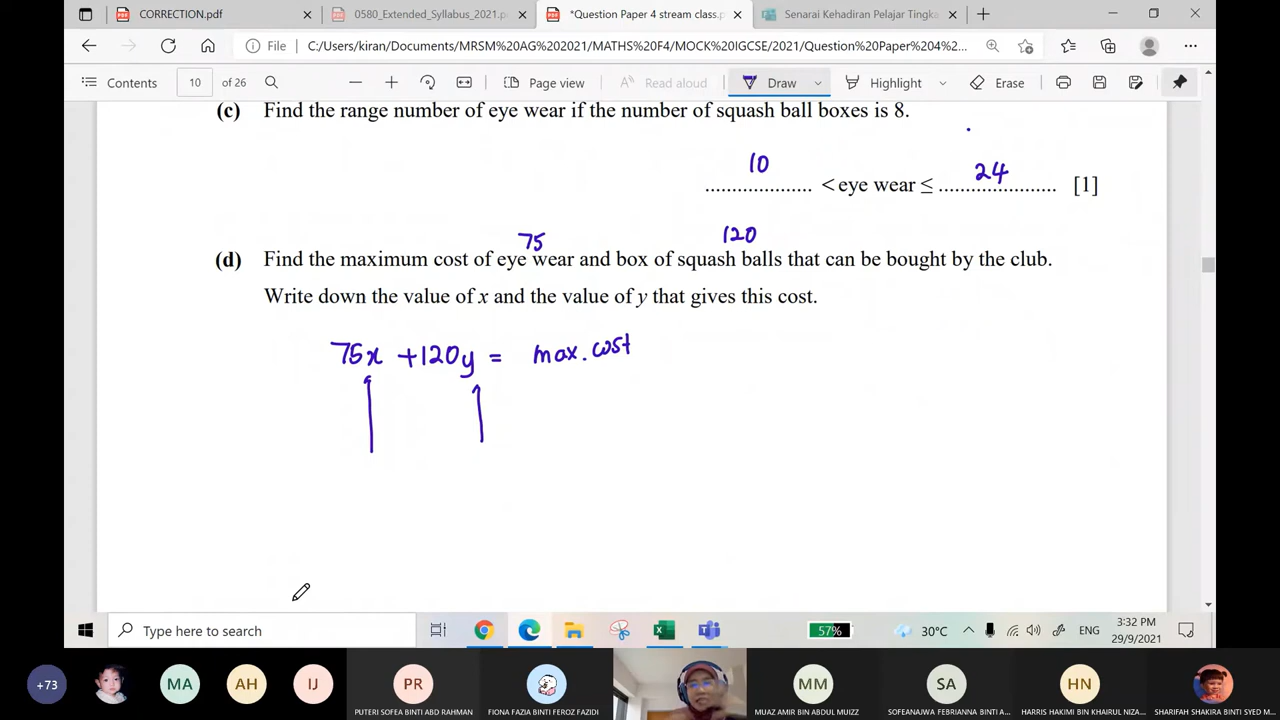 CORRECTION.pdf
0580_Extended_Syllabus_2021.p
*Question Paper 4 stream class.p
Senarai Kehadiran Pelajar Tingka
File
C:/Users/kiran/Documents/MRSM%20AG%202021/MATHS%20F4/MOCK%20IGCSE/2021/Question%20Paper%204%2...
Contents
10
of 26
Page view
Read aloud
Draw
Highlight
Erase
(c) Find the range number of eye wear if the number of squash ball boxes is 8.
10
24
.................... < eye wear ≤ ...................... [1]
75
120
(d) Find the maximum cost of eye wear and box of squash balls that can be bought by the club.
Write down the value of x and the value of y that gives this cost.
75x + 120y = max. cost
Type here to search
57%
30°C
ENG
3:32 PM
29/9/2021
+73
MA
AH
IJ
PR
PUTERI SOFEA BINTI ABD RAHMAN
FIONA FAZIA BINTI FEROZ FAZIDI
MM
MUAZ AMIR BIN ABDUL MUIZZ
SA
SOFEANAJWA FEBRIANNA BINTI A...
HN
HARRIS HAKIMI BIN KHAIRUL NIZA...
SHARIFAH SHAKIRA BINTI SYED M...